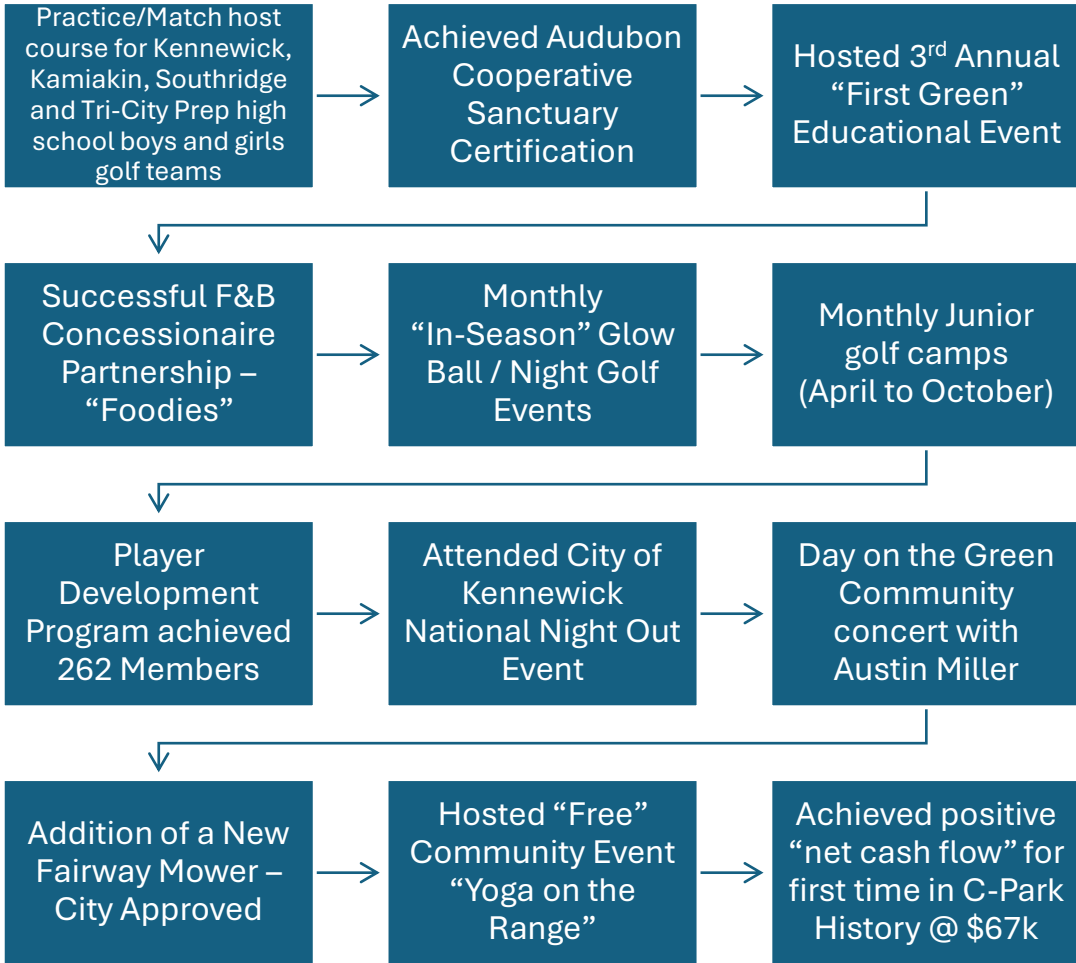 Practice/Match host
course for Kennewick,
Kamiakin, Southridge
and Tri-City Prep high
school boys and girls
golf teams
Achieved Audubon
Cooperative
Sanctuary
Certification
Hosted 3rd Annual
“First Green”
Educational Event
Successful F&B
Concessionaire
Partnership –
“Foodies”
Monthly
“In-Season” Glow
Ball / Night Golf
Events
Monthly Junior
golf camps
(April to October)
Player
Development
Program achieved
262 Members
Attended City of
Kennewick
National Night Out
Event
Day on the Green
Community
concert with
Austin Miller
Addition of a New
Fairway Mower –
City Approved
Hosted “Free”
Community Event
“Yoga on the
Range”
Achieved positive
“net cash flow” for
first time in C-Park
History @ $67k